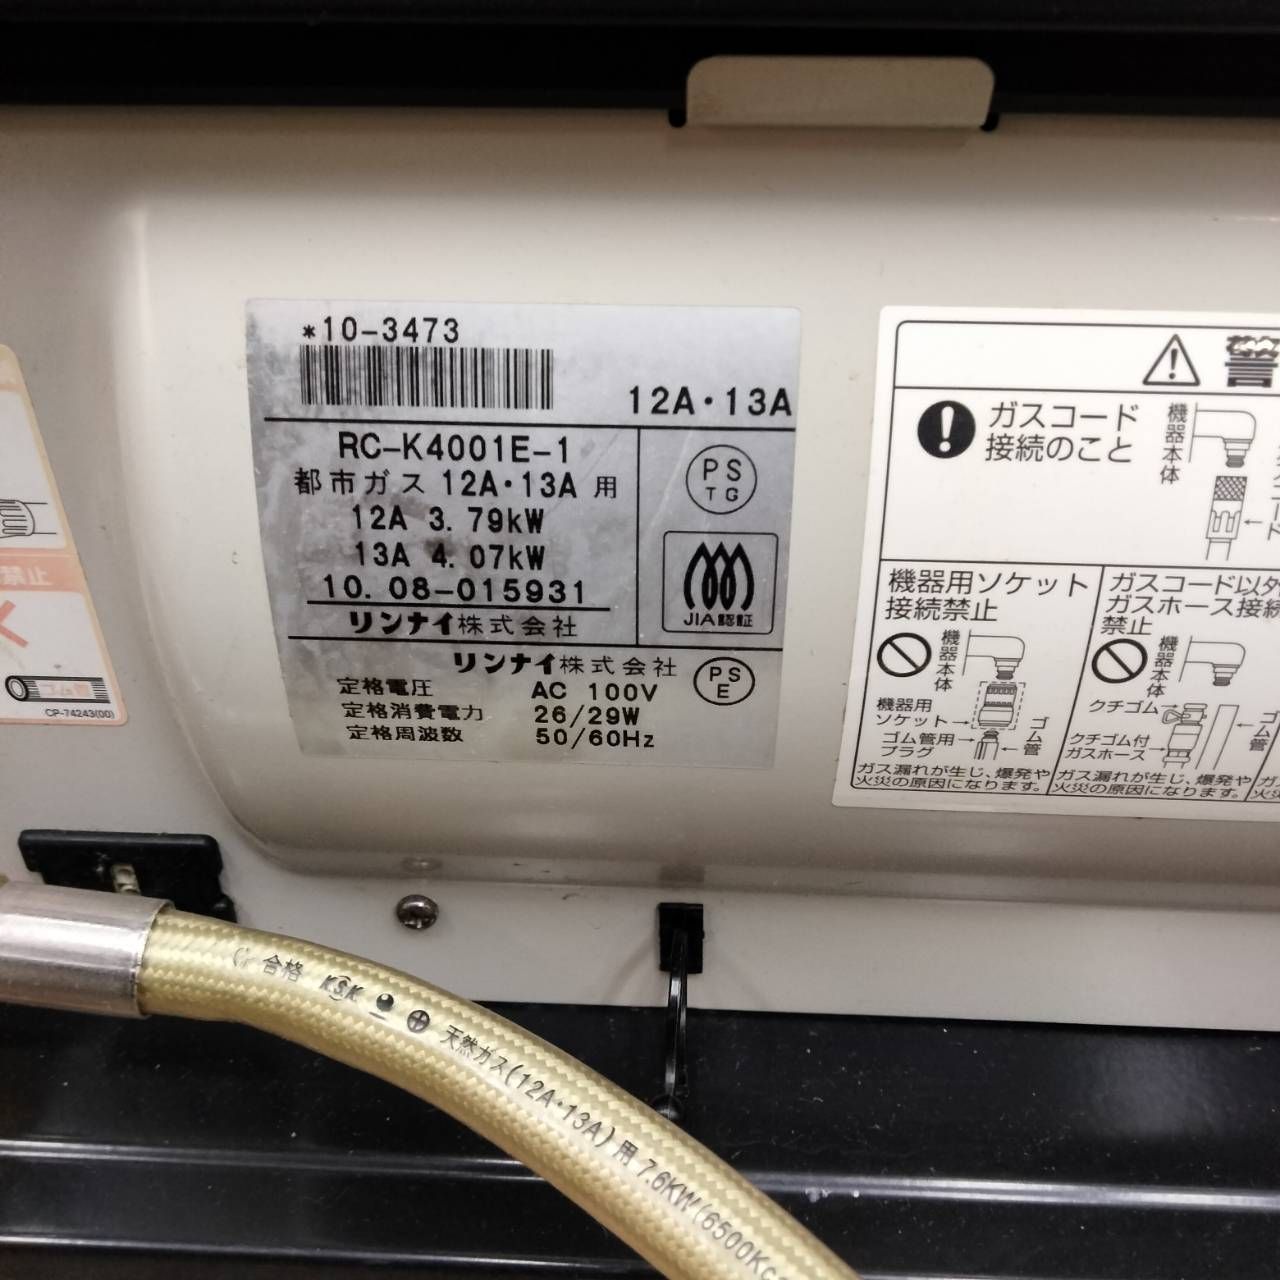 *10-3473
12A・13A
RC-K4001E-1
都市ガス 12A・13A 用
12A 3.79kW
13A 4.07kW
10.08-015931
リンナイ株式会社
PS
TG
JIA認証
リンナイ株式会社
PS
E
定格電圧 AC 100V
定格消費電力 26/29W
定格周波数 50/60Hz
警
ガスコード
接続のこと
機器本体
機器用ソケット
接続禁止
機器本体
機器用
ソケット
ゴム管用
プラグ
ゴム管
ガス漏れが生じ、爆発や
火災の原因になります。
ガスコード以外
ガスホース接続
禁止
機器本体
クチゴム
クチゴム付
ガスホース
ゴム管
ガス漏れが生じ、爆発や
火災の原因になります。
禁止
ゴム管
CP-74243(00)
合格 KSK 天然ガス(12A・13A)用 7.6KW(6500Kc